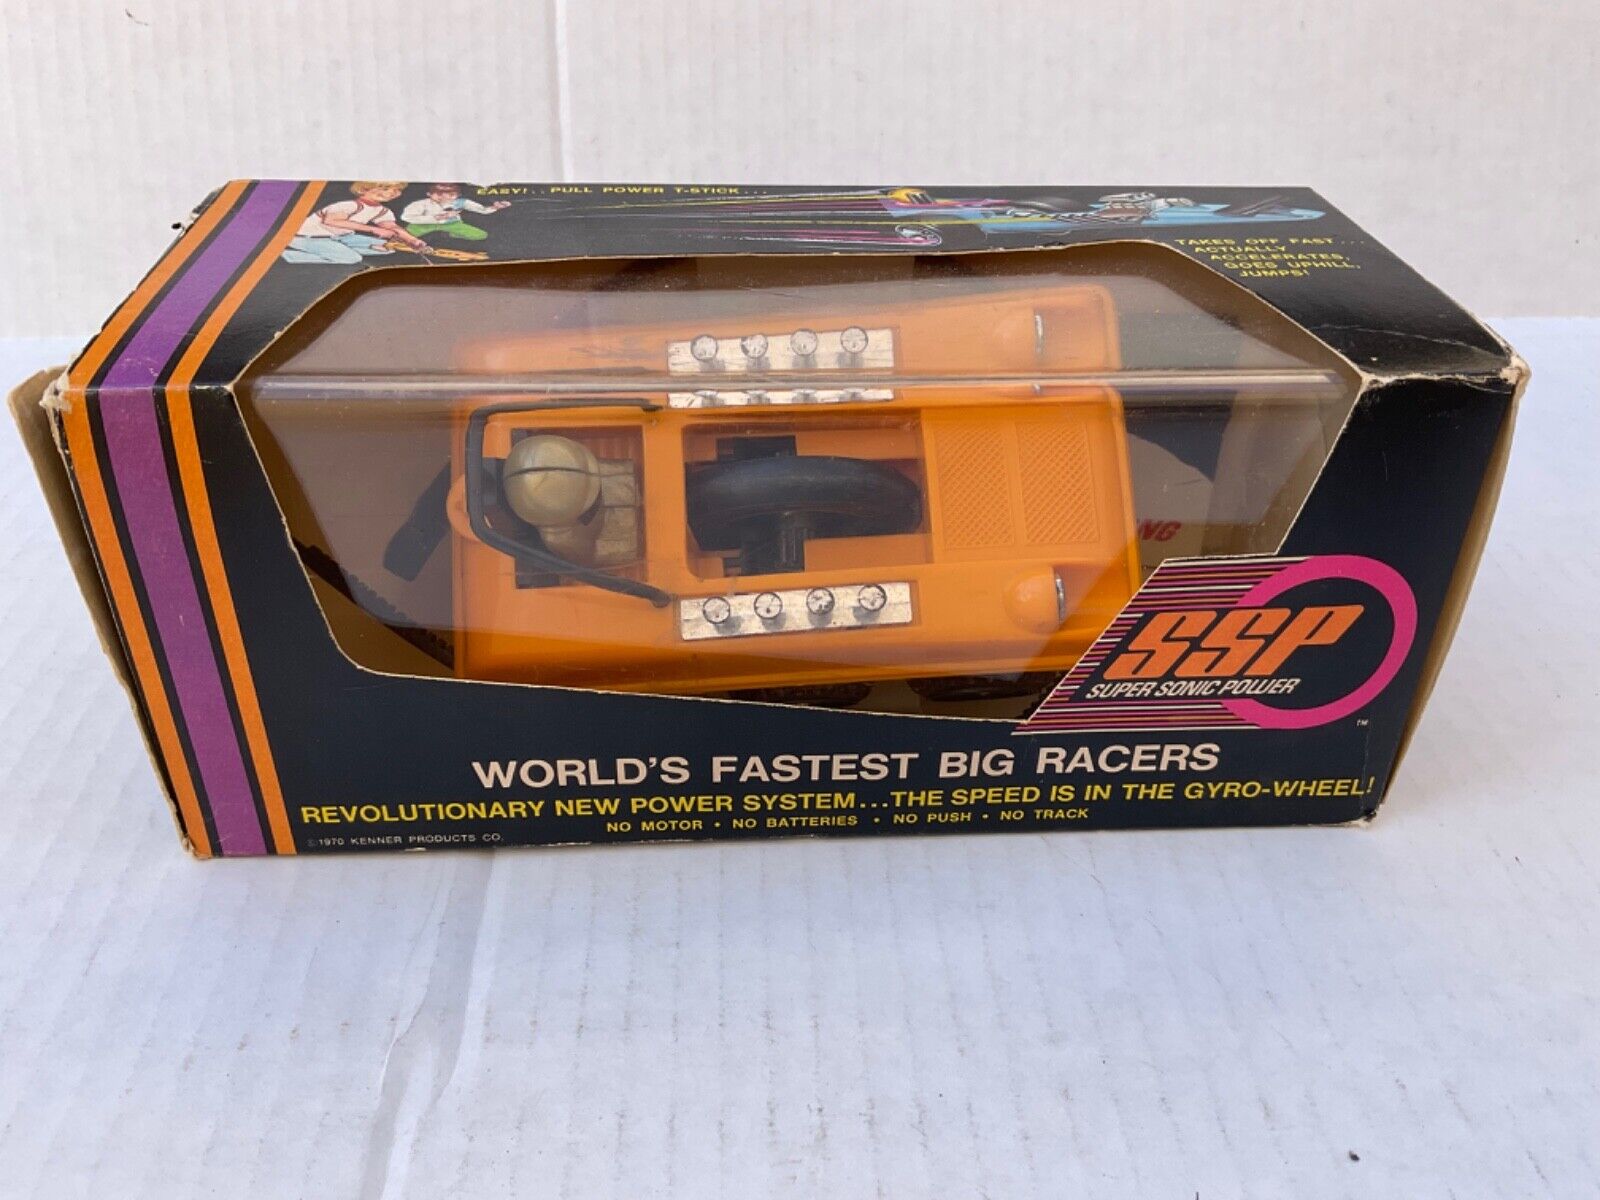 EASY!...PULL POWER T-STICK...
TAKES OFF FAST...
ACTUALLY
ACCELERATES,
GOES UPHILL,
JUMPS!
SSP
SUPER SONIC POWER
TM
WORLD'S FASTEST BIG RACERS
REVOLUTIONARY NEW POWER SYSTEM...THE SPEED IS IN THE GYRO-WHEEL!
NO MOTOR • NO BATTERIES • NO PUSH • NO TRACK
©1970 KENNER PRODUCTS CO.